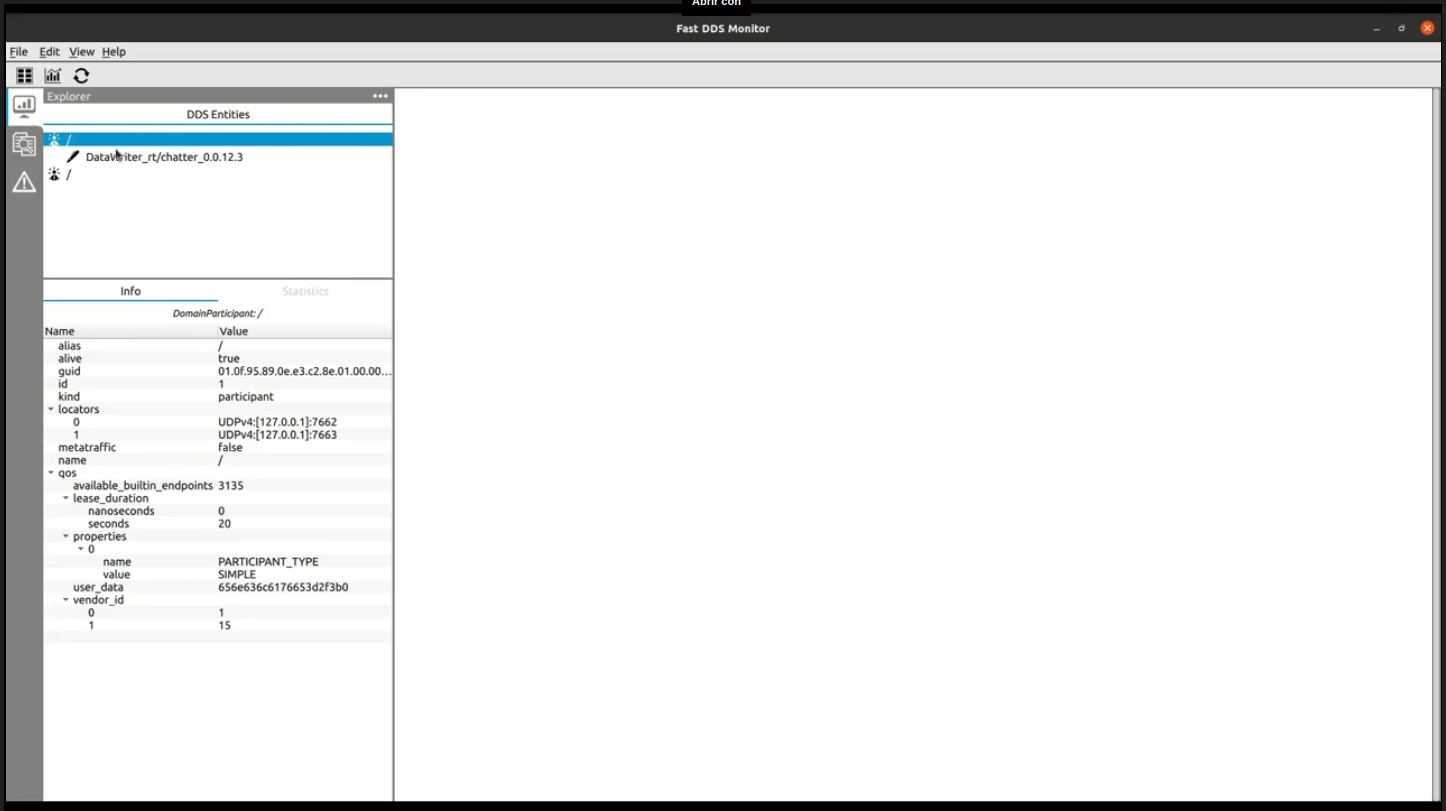 Abrir con
Fast DDS Monitor
File Edit View Help
Explorer
DDS Entities
/
DataWriter_rt/chatter_0.0.12.3
/
Info Statistics
DomainParticipant: /
Name Value
alias /
alive true
guid 01.0f.95.89.0e.e3.c2.8e.01.00.00...
id 1
kind participant
locators
0 UDPv4:[127.0.0.1]:7662
1 UDPv4:[127.0.0.1]:7663
metatraffic false
name /
qos
available_builtin_endpoints 3135
lease_duration
nanoseconds 0
seconds 20
properties
0
name PARTICIPANT_TYPE
value SIMPLE
user_data 656e636c6176653d2f3b0
vendor_id
0 1
1 15